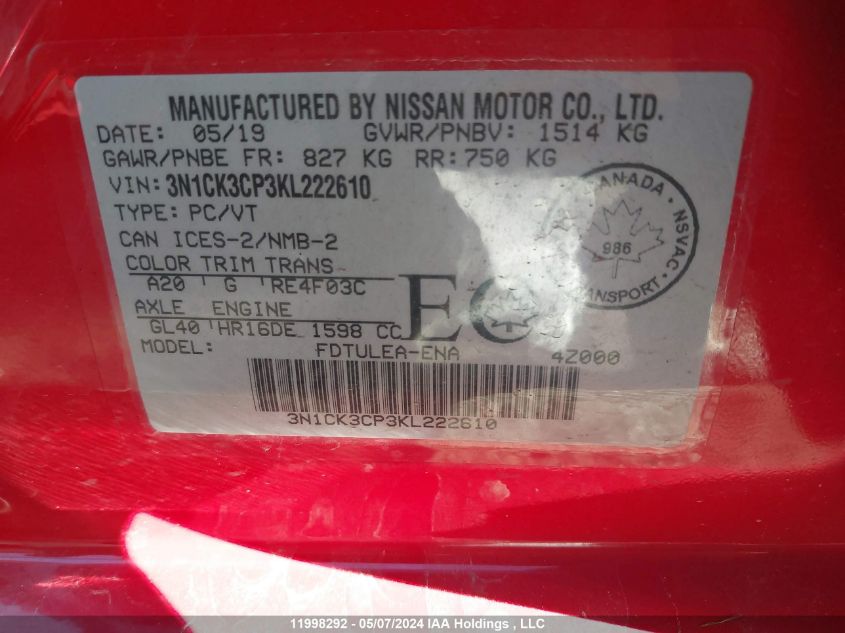 MANUFACTURED BY NISSAN MOTOR CO., LTD.
DATE: 05/19 GVWR/PNBV: 1514 KG
GAWR/PNBE FR: 827 KG RR: 750 KG
VIN: 3N1CK3CP3KL222610
TYPE: PC/VT
CAN ICES-2/NMB-2
COLOR TRIM TRANS
A20 G RE4F03C
AXLE ENGINE
GL40 HR16DE 1598 CC
MODEL: FDTULEA-ENA 4Z000
3N1CK3CP3KL222610
CANADA
NSVAC
986
TRANSPORT
EC
11998292 - 05/07/2024 IAA Holdings, LLC